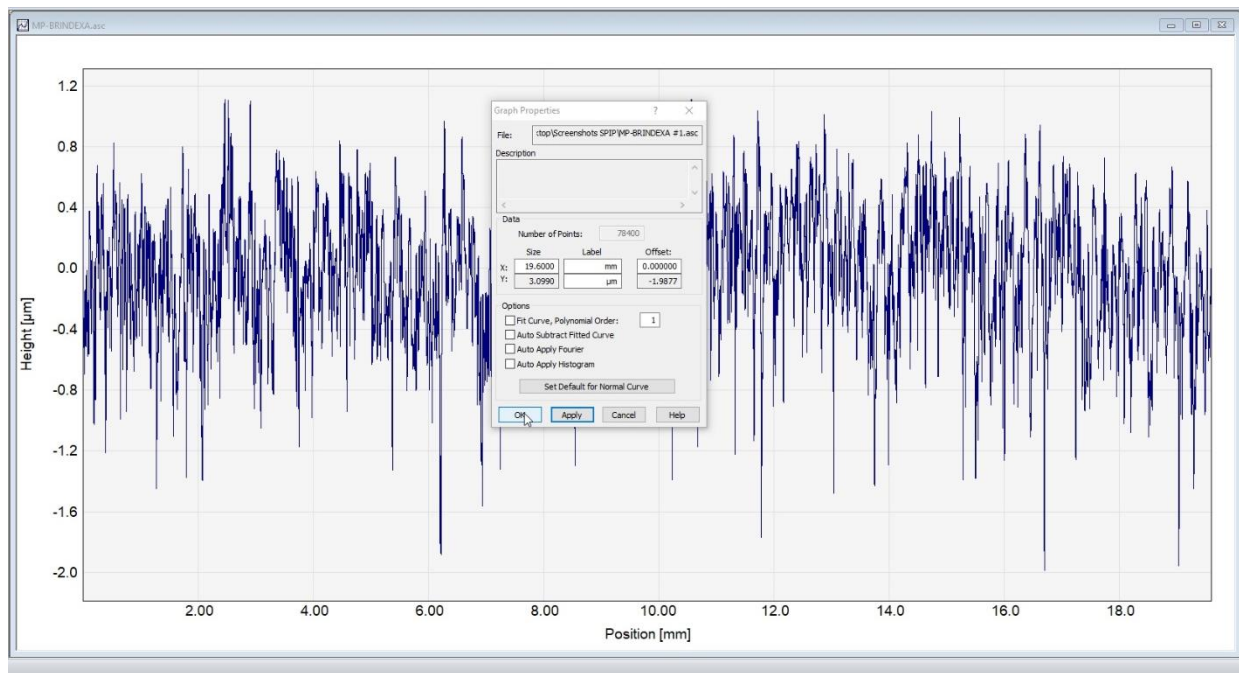 MP-BRINDEXA.asc
1.2
0.8
0.4
0.0
-0.4
-0.8
-1.2
-1.6
-2.0
Height [µm]
2.00 4.00 6.00 8.00 10.00 12.0 14.0 16.0 18.0
Position [mm]
Graph Properties ?
File: :top\Screenshots SPIP\MP-BRINDEXA #1.asc
Description
Data
Number of Points: 78400
Size Label Offset:
X: 19.6000 mm 0.000000
Y: 3.0990 µm -1.9877
Options
Fit Curve, Polynomial Order: 1
Auto Subtract Fitted Curve
Auto Apply Fourier
Auto Apply Histogram
Set Default for Normal Curve
OK Apply Cancel Help